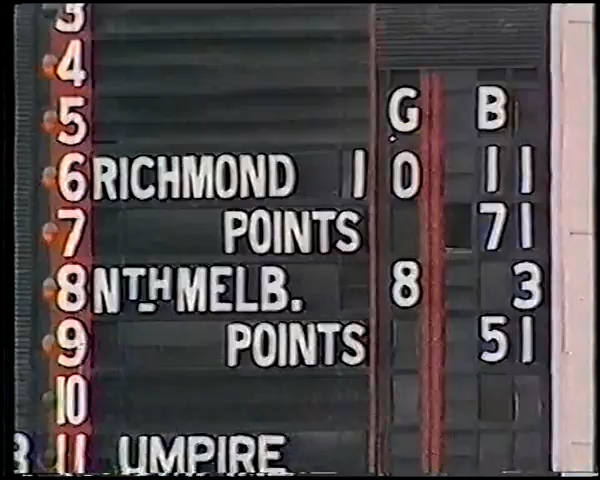 3
4
5 G B
6 RICHMOND 10 11
7 POINTS 71
8 NTH MELB. 8 3
9 POINTS 51
10
11 UMPIRE